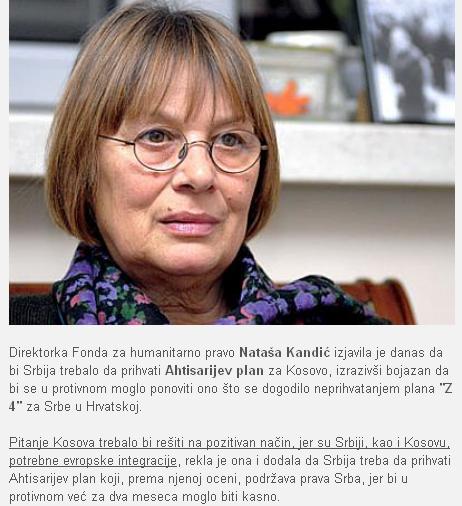 Direktorka Fonda za humanitarno pravo Nataša Kandić izjavila je danas da
bi Srbija trebalo da prihvati Ahtisarijev plan za Kosovo, izrazivši bojazan da
bi se u protivnom moglo ponoviti ono što se dogodilo neprihvatanjem plana "Z
4" za Srbe u Hrvatskoj.
Pitanje Kosova trebalo bi rešiti na pozitivan način, jer su Srbiji, kao i Kosovu,
potrebne evropske integracije, rekla je ona i dodala da Srbija treba da prihvati
Ahtisarijev plan koji, prema njenoj oceni, podržava prava Srba, jer bi u
protivnom već za dva meseca moglo biti kasno.